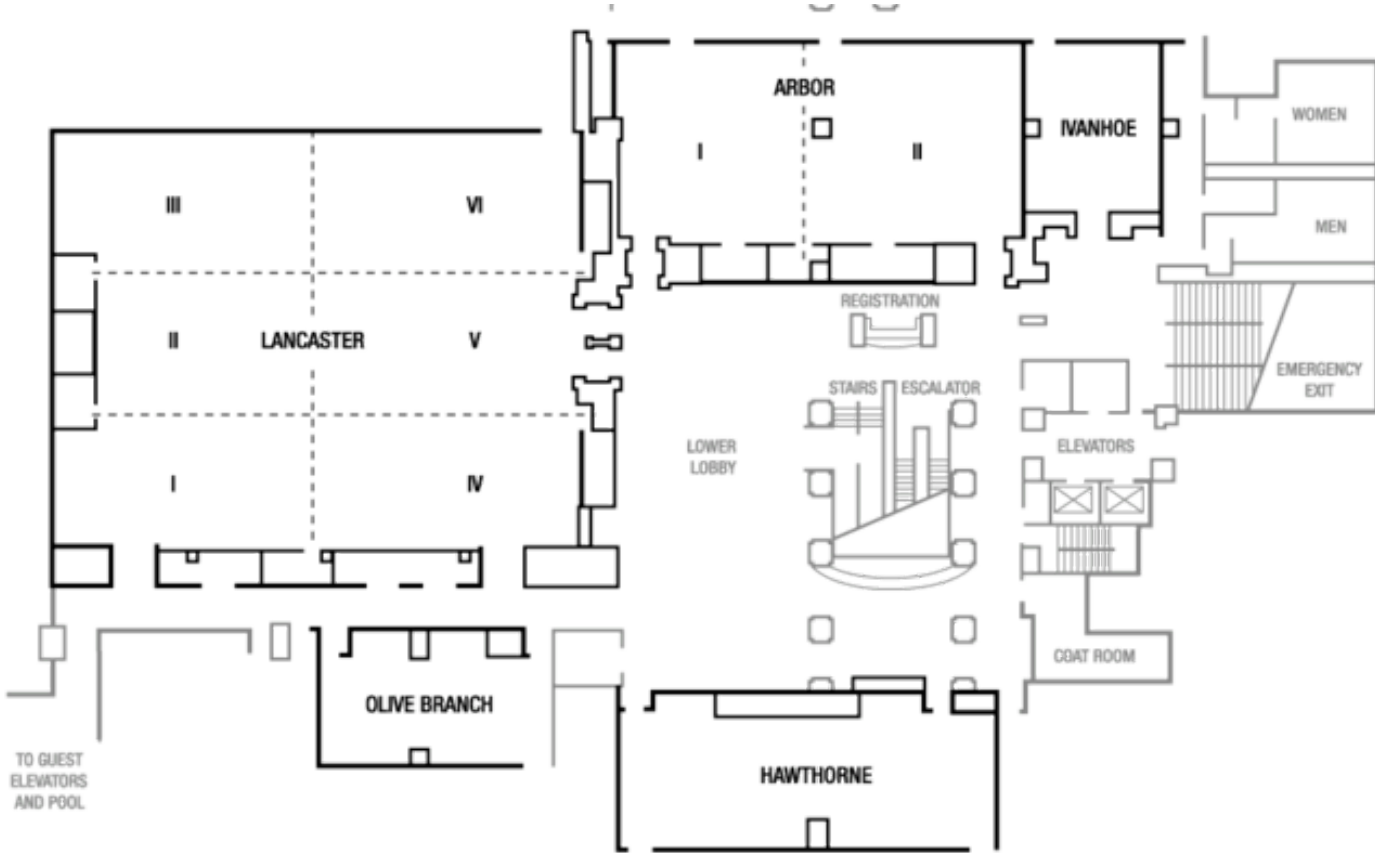 ARBOR
I
II
IVANHOE
WOMEN
MEN
III
VI
LANCASTER
II
V
I
IV
REGISTRATION
STAIRS
ESCALATOR
LOWER
LOBBY
EMERGENCY
EXIT
ELEVATORS
COAT ROOM
OLIVE BRANCH
HAWTHORNE
TO GUEST
ELEVATORS
AND POOL